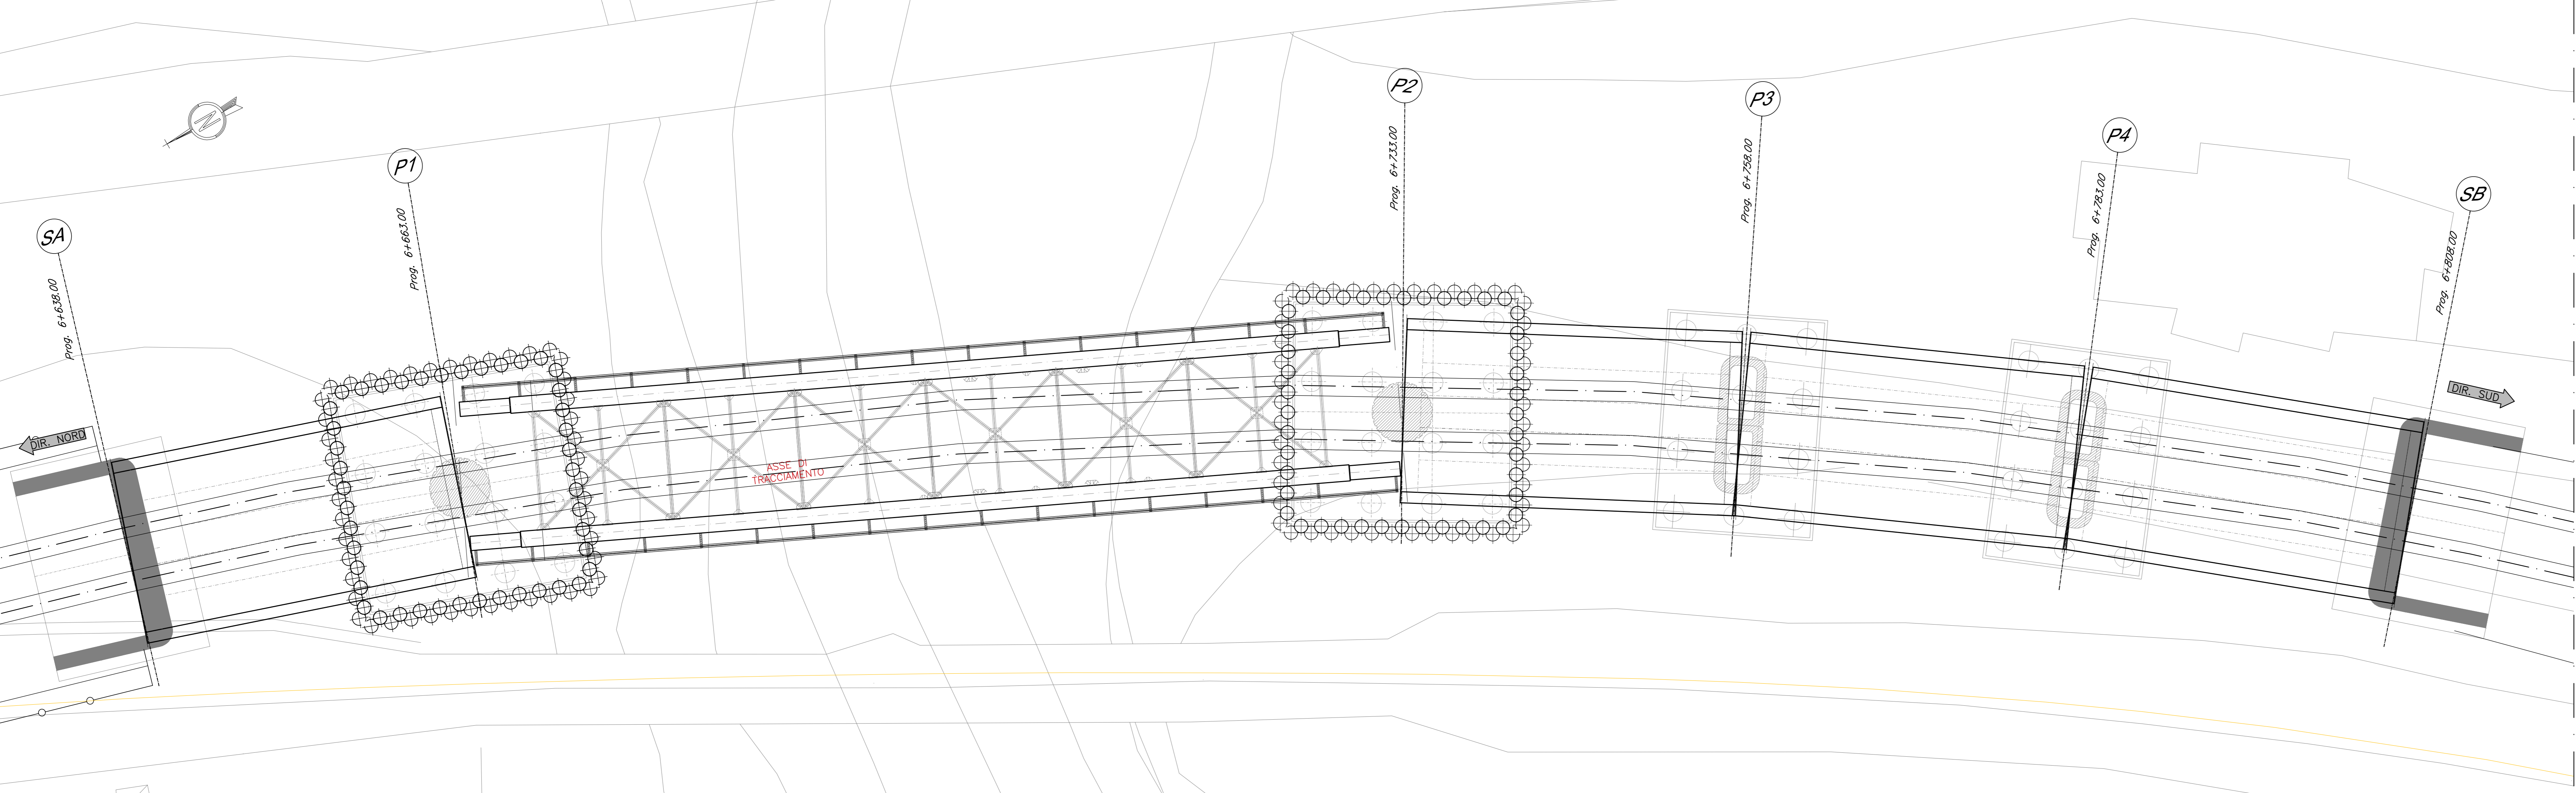 N
SA
Prog. 6+638.00
DIR. NORD
P1
Prog. 6+663.00
ASSE DI
TRACCIAMENTO
P2
Prog. 6+733.00
P3
Prog. 6+758.00
P4
Prog. 6+783.00
SB
Prog. 6+808.00
DIR. SUD